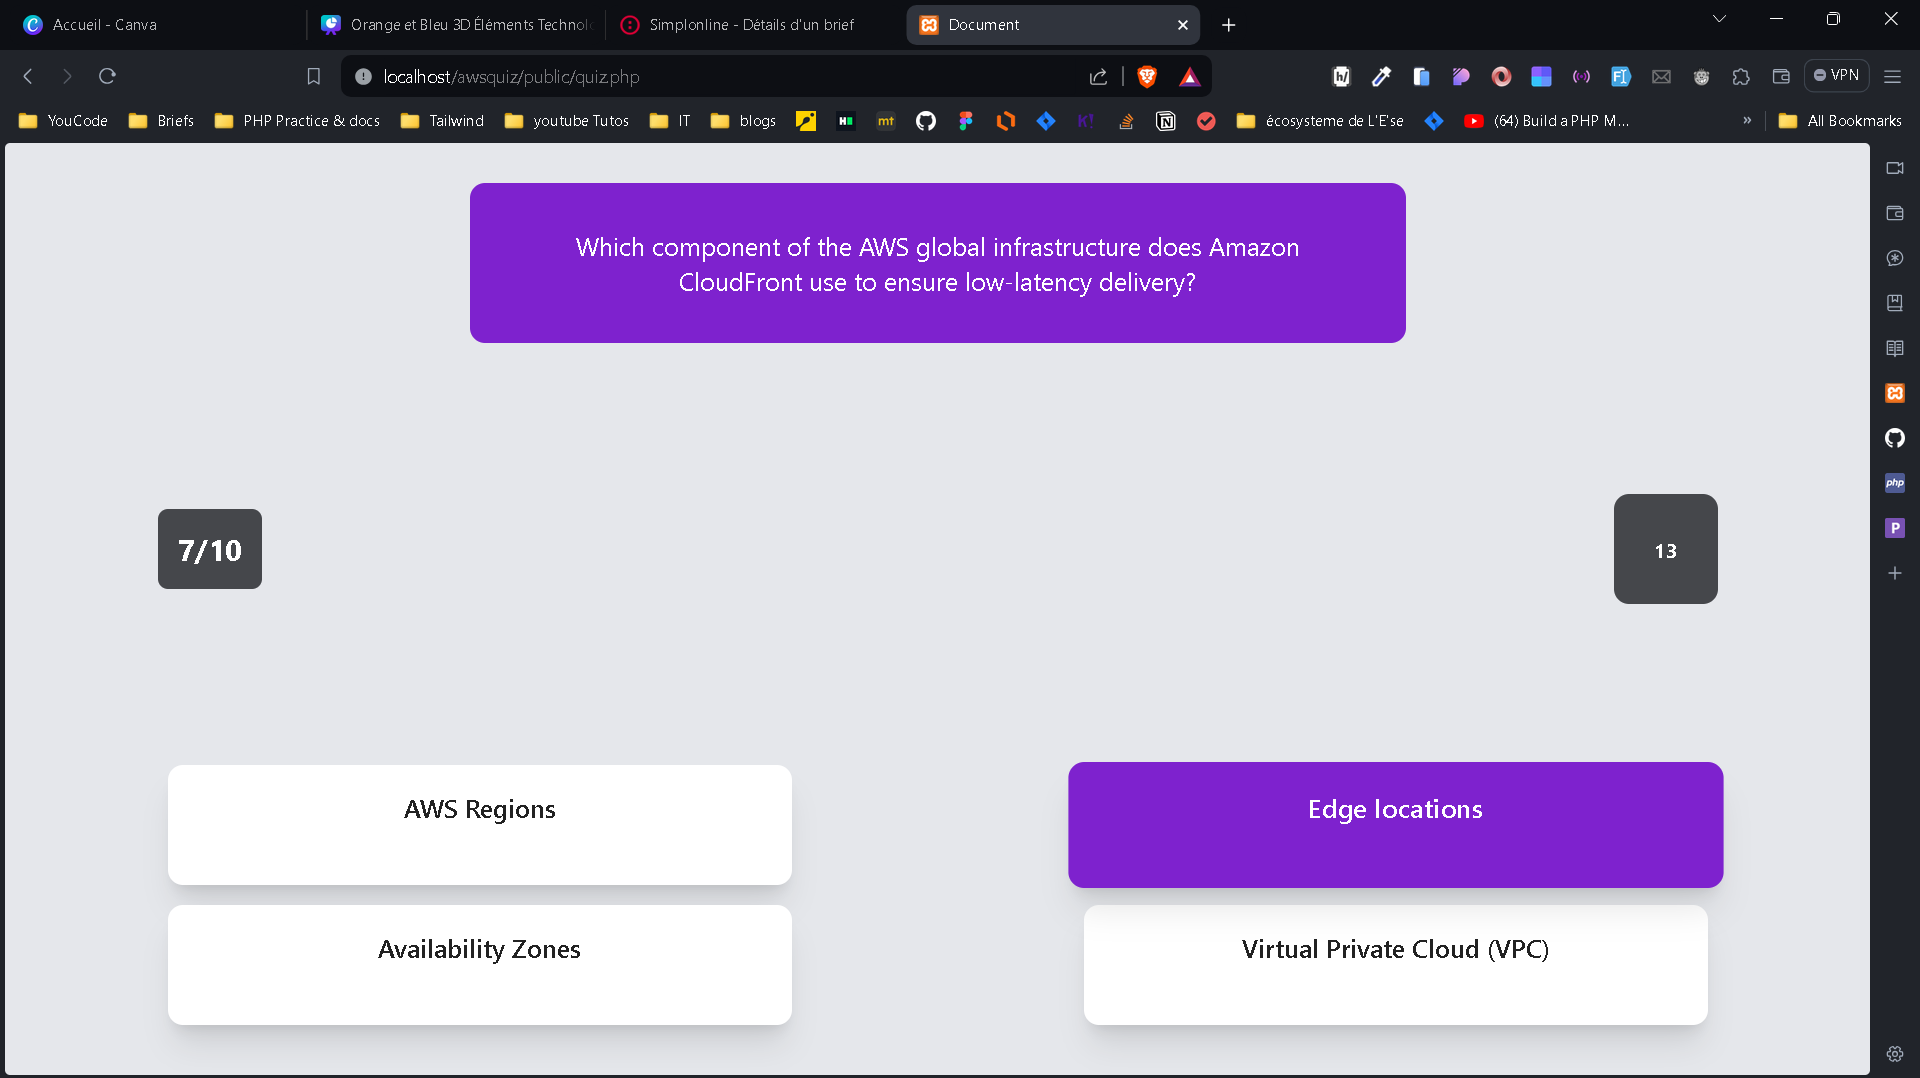 Accueil - Canva
Orange et Bleu 3D Éléments Technol
Simplonline - Détails d'un brief
Document
localhost/awsquiz/public/quiz.php
VPN
YouCode
Briefs
PHP Practice & docs
Tailwind
youtube Tutos
IT
blogs
écosysteme de L'E'se
(64) Build a PHP M...
All Bookmarks
Which component of the AWS global infrastructure does Amazon
CloudFront use to ensure low-latency delivery?
7/10
13
AWS Regions
Edge locations
Availability Zones
Virtual Private Cloud (VPC)
php
P